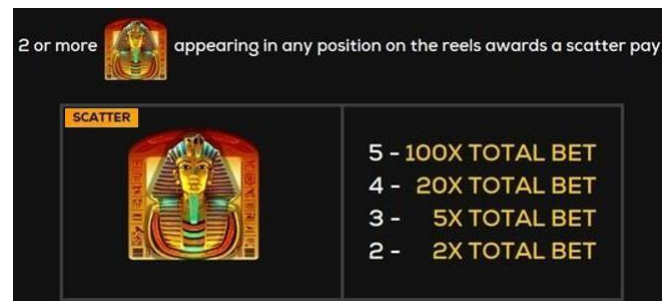 2 or more appearing in any position on the reels awards a scatter pay
SCATTER
5 - 100X TOTAL BET
4 - 20X TOTAL BET
3 - 5X TOTAL BET
2 - 2X TOTAL BET